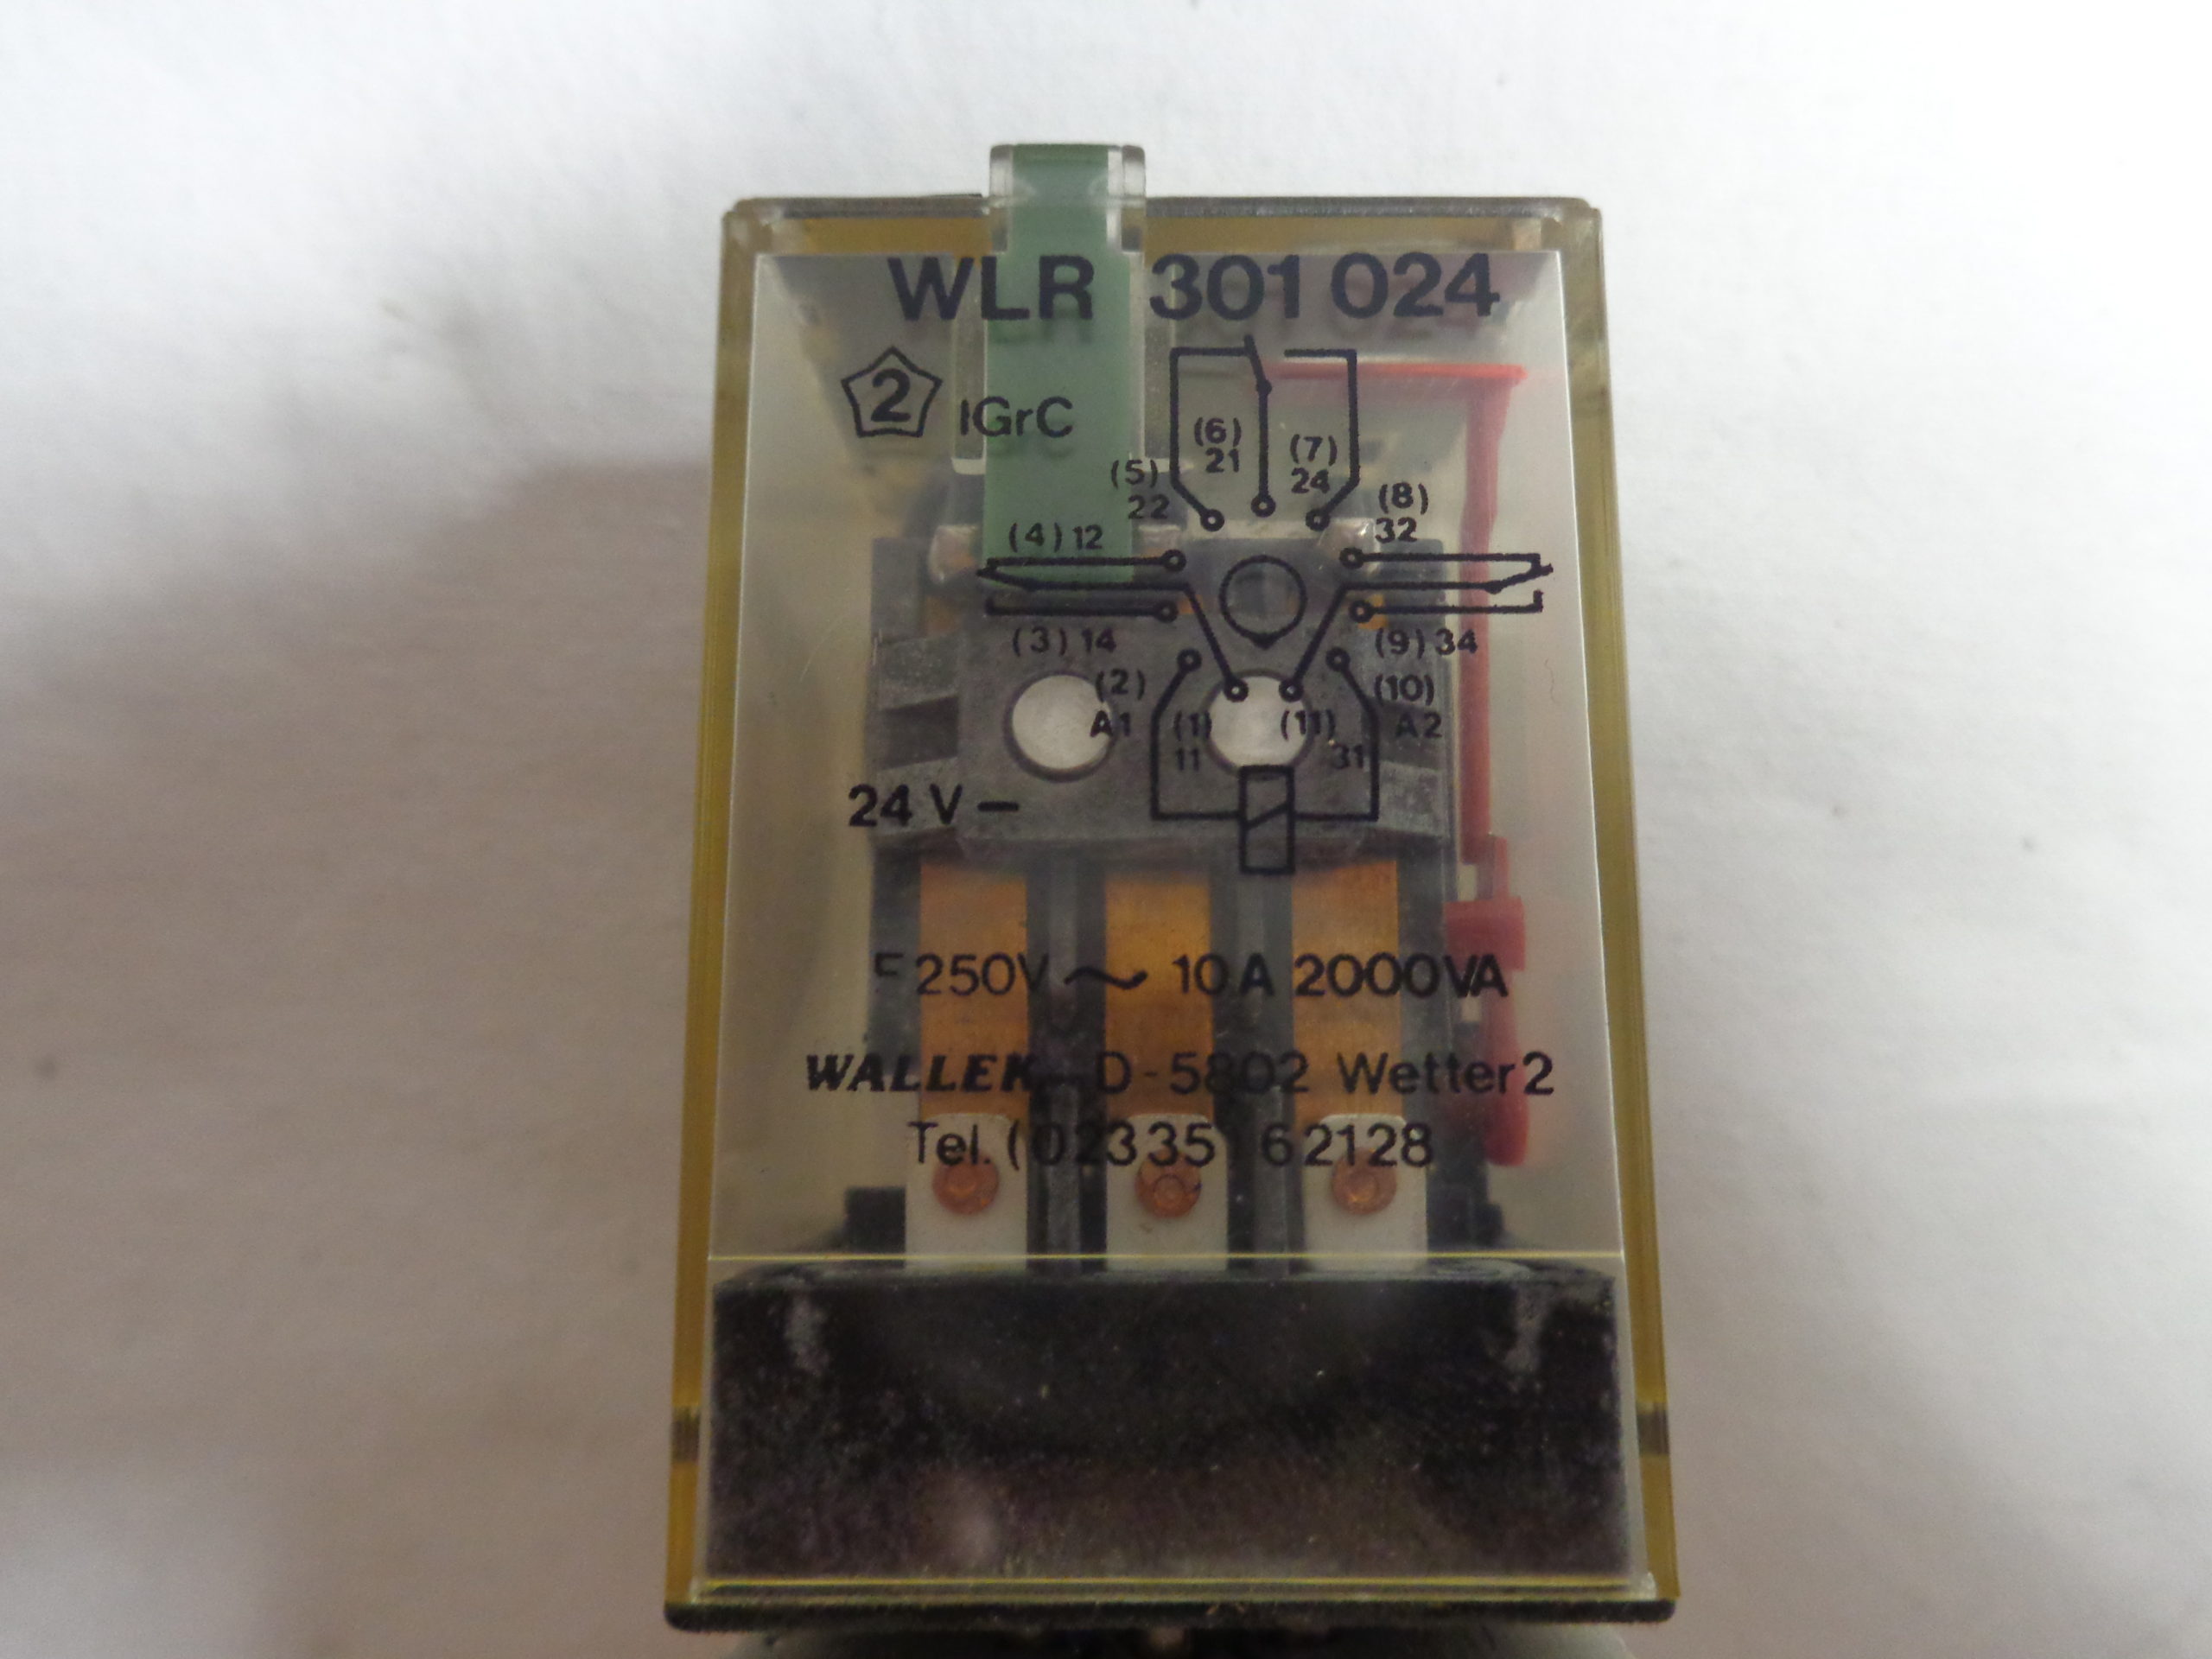 WLR 301 024
2 IGrC
(6) (7)
21 24
(5) (8)
22 32
(4) 12
(3) 14 (9) 34
(2) (10)
A1 (1) (11) A2
11 31
24 V –
250V ~ 10 A 2000VA
WALLEK D-5802 Wetter 2
Tel. (02335) 62128